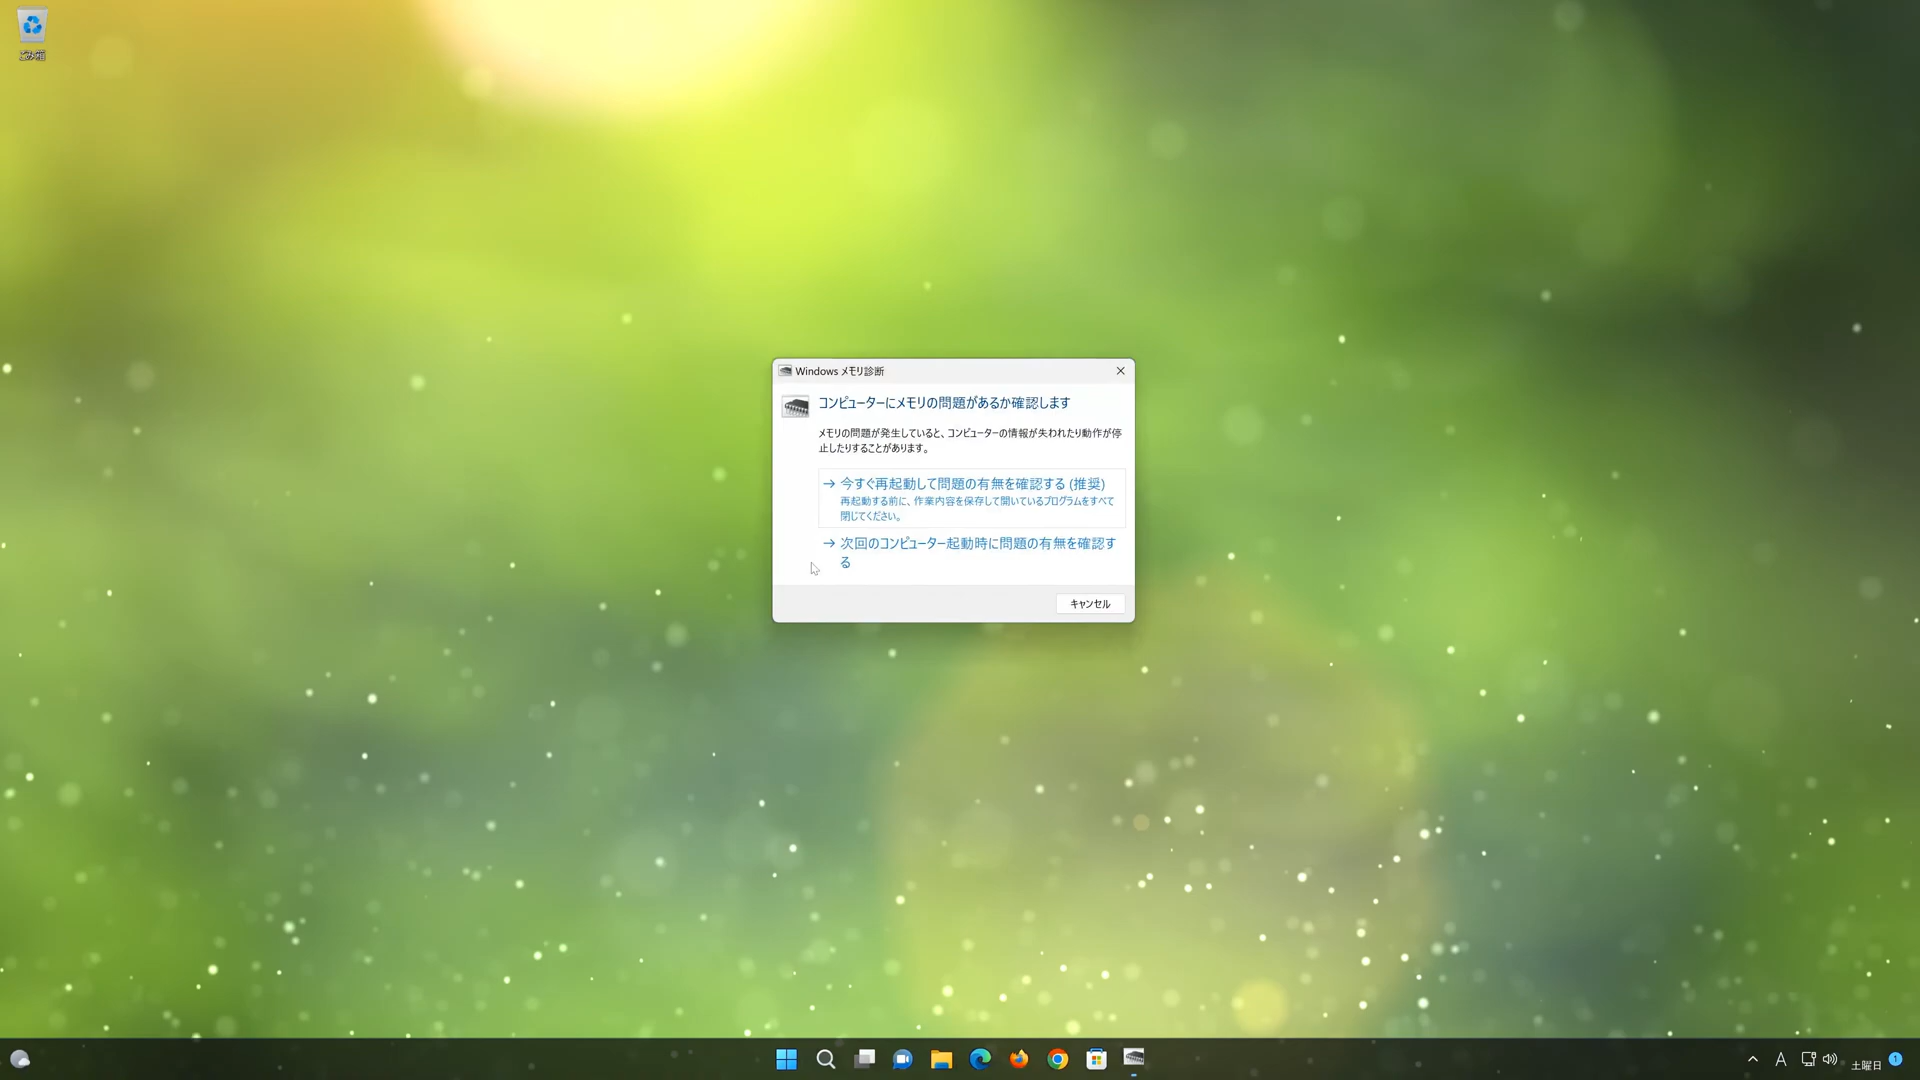 ごみ箱
Windows メモリ診断
コンピューターにメモリの問題があるか確認します
メモリの問題が発生していると、コンピューターの情報が失われたり動作が停
止したりすることがあります。
→ 今すぐ再起動して問題の有無を確認する (推奨)
再起動する前に、作業内容を保存して開いているプログラムをすべて
閉じてください。
→ 次回のコンピューター起動時に問題の有無を確認す
る
キャンセル
A
土曜日
1